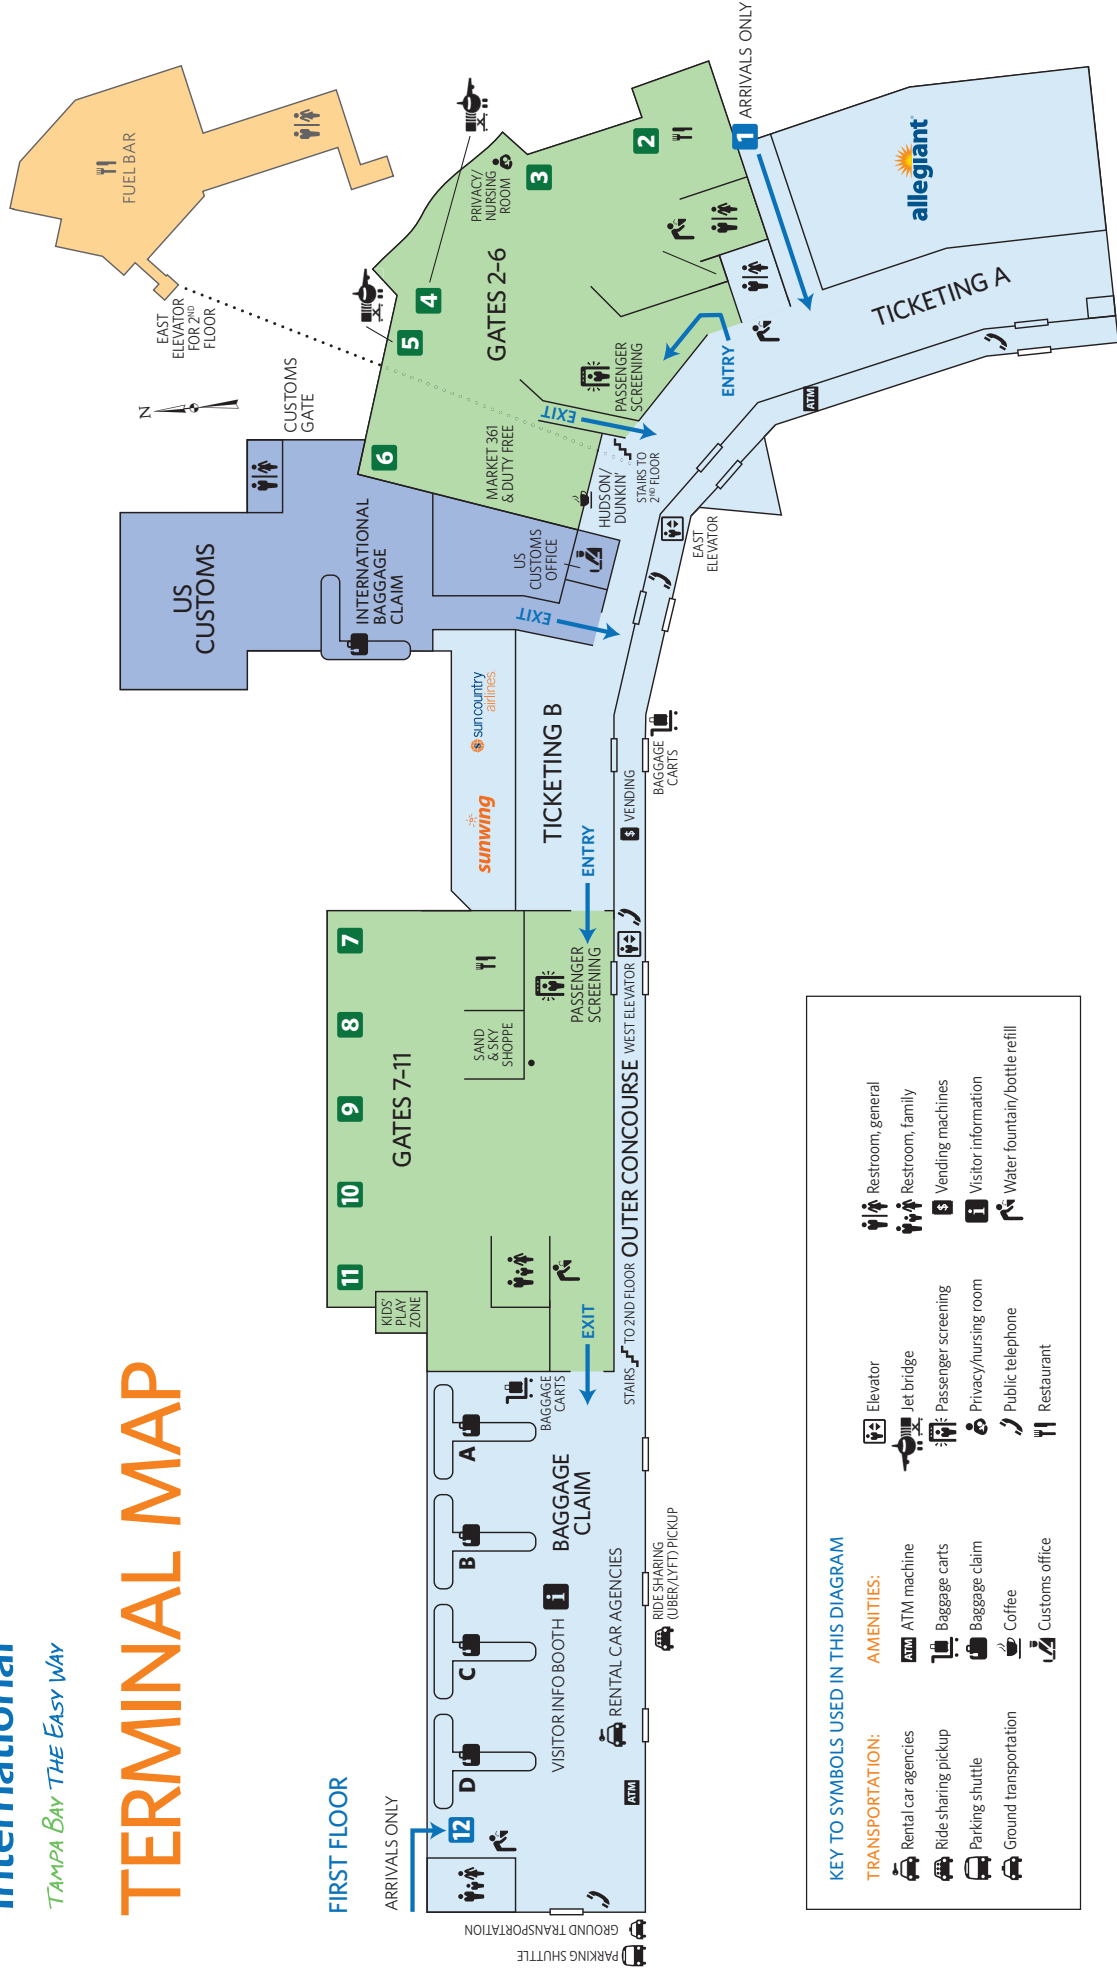 International
TAMPA BAY THE EASY WAY
TERMINAL MAP
FIRST FLOOR
ARRIVALS ONLY
12
GROUND TRANSPORTATION
PARKING SHUTTLE
D
C
B
A
BAGGAGE
CLAIM
VISITOR INFO BOOTH
RENTAL CAR AGENCIES
ATM
RIDE SHARING
(UBER/LYFT) PICKUP
BAGGAGE
CARTS
EXIT
STAIRS
TO 2ND FLOOR
OUTER CONCOURSE
WEST ELEVATOR
KIDS'
PLAY
ZONE
11
10
9
8
7
GATES 7-11
SAND
& SKY
SHOPPE
PASSENGER
SCREENING
ENTRY
TICKETING B
sunwing
suncountry
airlines
$
VENDING
BAGGAGE
CARTS
US
CUSTOMS
INTERNATIONAL
BAGGAGE
CLAIM
CUSTOMS
GATE
US
CUSTOMS
OFFICE
EXIT
EAST
ELEVATOR
N
EAST
ELEVATOR
FOR 2ND
FLOOR
FUEL BAR
6
5
4
3
2
GATES 2-6
PRIVACY/
NURSING
ROOM
MARKET 361
& DUTY FREE
HUDSON/
DUNKIN'
STAIRS TO
2ND FLOOR
EXIT
PASSENGER
SCREENING
ENTRY
ATM
1
ARRIVALS ONLY
TICKETING A
allegiant
KEY TO SYMBOLS USED IN THIS DIAGRAM
TRANSPORTATION:
Rental car agencies
Ride sharing pickup
Parking shuttle
Ground transportation
AMENITIES:
ATM ATM machine
Baggage carts
Baggage claim
Coffee
Customs office
Elevator
Jet bridge
Passenger screening
Privacy/nursing room
Public telephone
Restaurant
Restroom, general
Restroom, family
$ Vending machines
i Visitor information
Water fountain/bottle refill